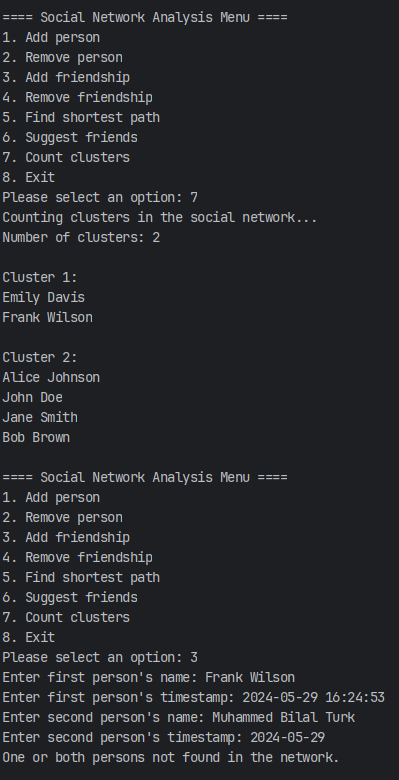 ==== Social Network Analysis Menu ====
1. Add person
2. Remove person
3. Add friendship
4. Remove friendship
5. Find shortest path
6. Suggest friends
7. Count clusters
8. Exit
Please select an option: 7
Counting clusters in the social network...
Number of clusters: 2
Cluster 1:
Emily Davis
Frank Wilson
Cluster 2:
Alice Johnson
John Doe
Jane Smith
Bob Brown
==== Social Network Analysis Menu ====
1. Add person
2. Remove person
3. Add friendship
4. Remove friendship
5. Find shortest path
6. Suggest friends
7. Count clusters
8. Exit
Please select an option: 3
Enter first person's name: Frank Wilson
Enter first person's timestamp: 2024-05-29 16:24:53
Enter second person's name: Muhammed Bilal Turk
Enter second person's timestamp: 2024-05-29
One or both persons not found in the network.